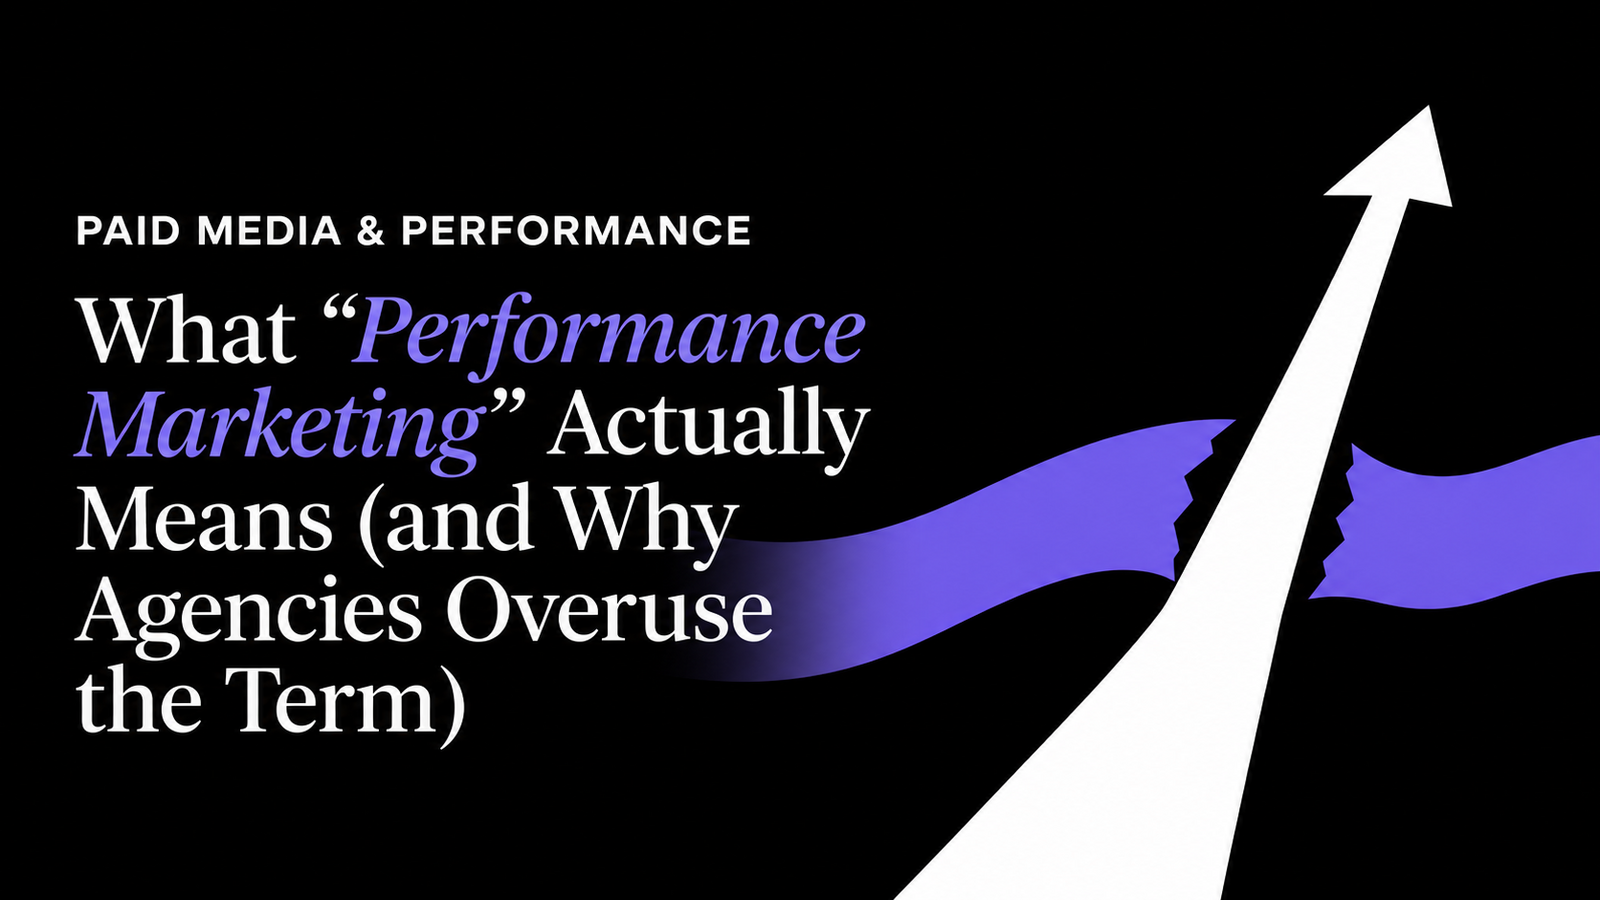 PAID MEDIA & PERFORMANCE
What “Performance
Marketing” Actually
Means (and Why
Agencies Overuse
the Term)